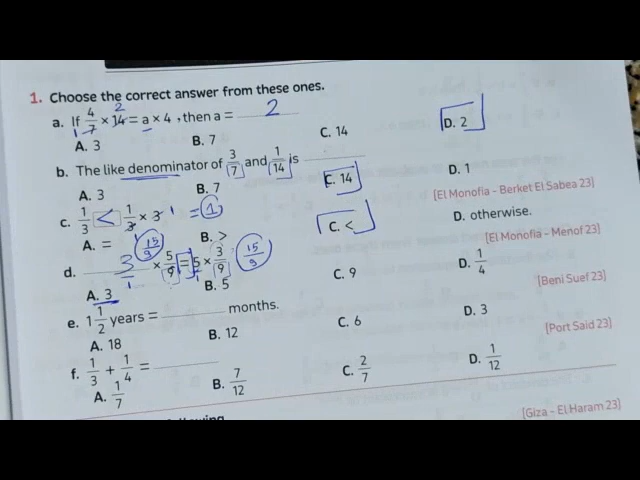 1. Choose the correct answer from these ones.
a. If 4/7 × 14 = a × 4 , then a = 2
A. 3 B. 7 C. 14 D. 2
b. The like denominator of 3/7 and 1/14 is
A. 3 B. 7 C. 14 D. 1
[El Monofia - Berket El Sabea 23]
c. 1/3 < 1/3 × 3 = 1
A. = B. > C. < D. otherwise.
[El Monofia - Menof 23]
d. 3/1 × 5/9 = 5/1 × 3/9 15/9 15/9
A. 3 B. 5 C. 9 D. 1/4
[Beni Suef 23]
e. 1 1/2 years = months.
A. 18 B. 12 C. 6 D. 3
[Port Said 23]
f. 1/3 + 1/4 =
A. 1/7 B. 7/12 C. 2/7 D. 1/12
[Giza - El Haram 23]